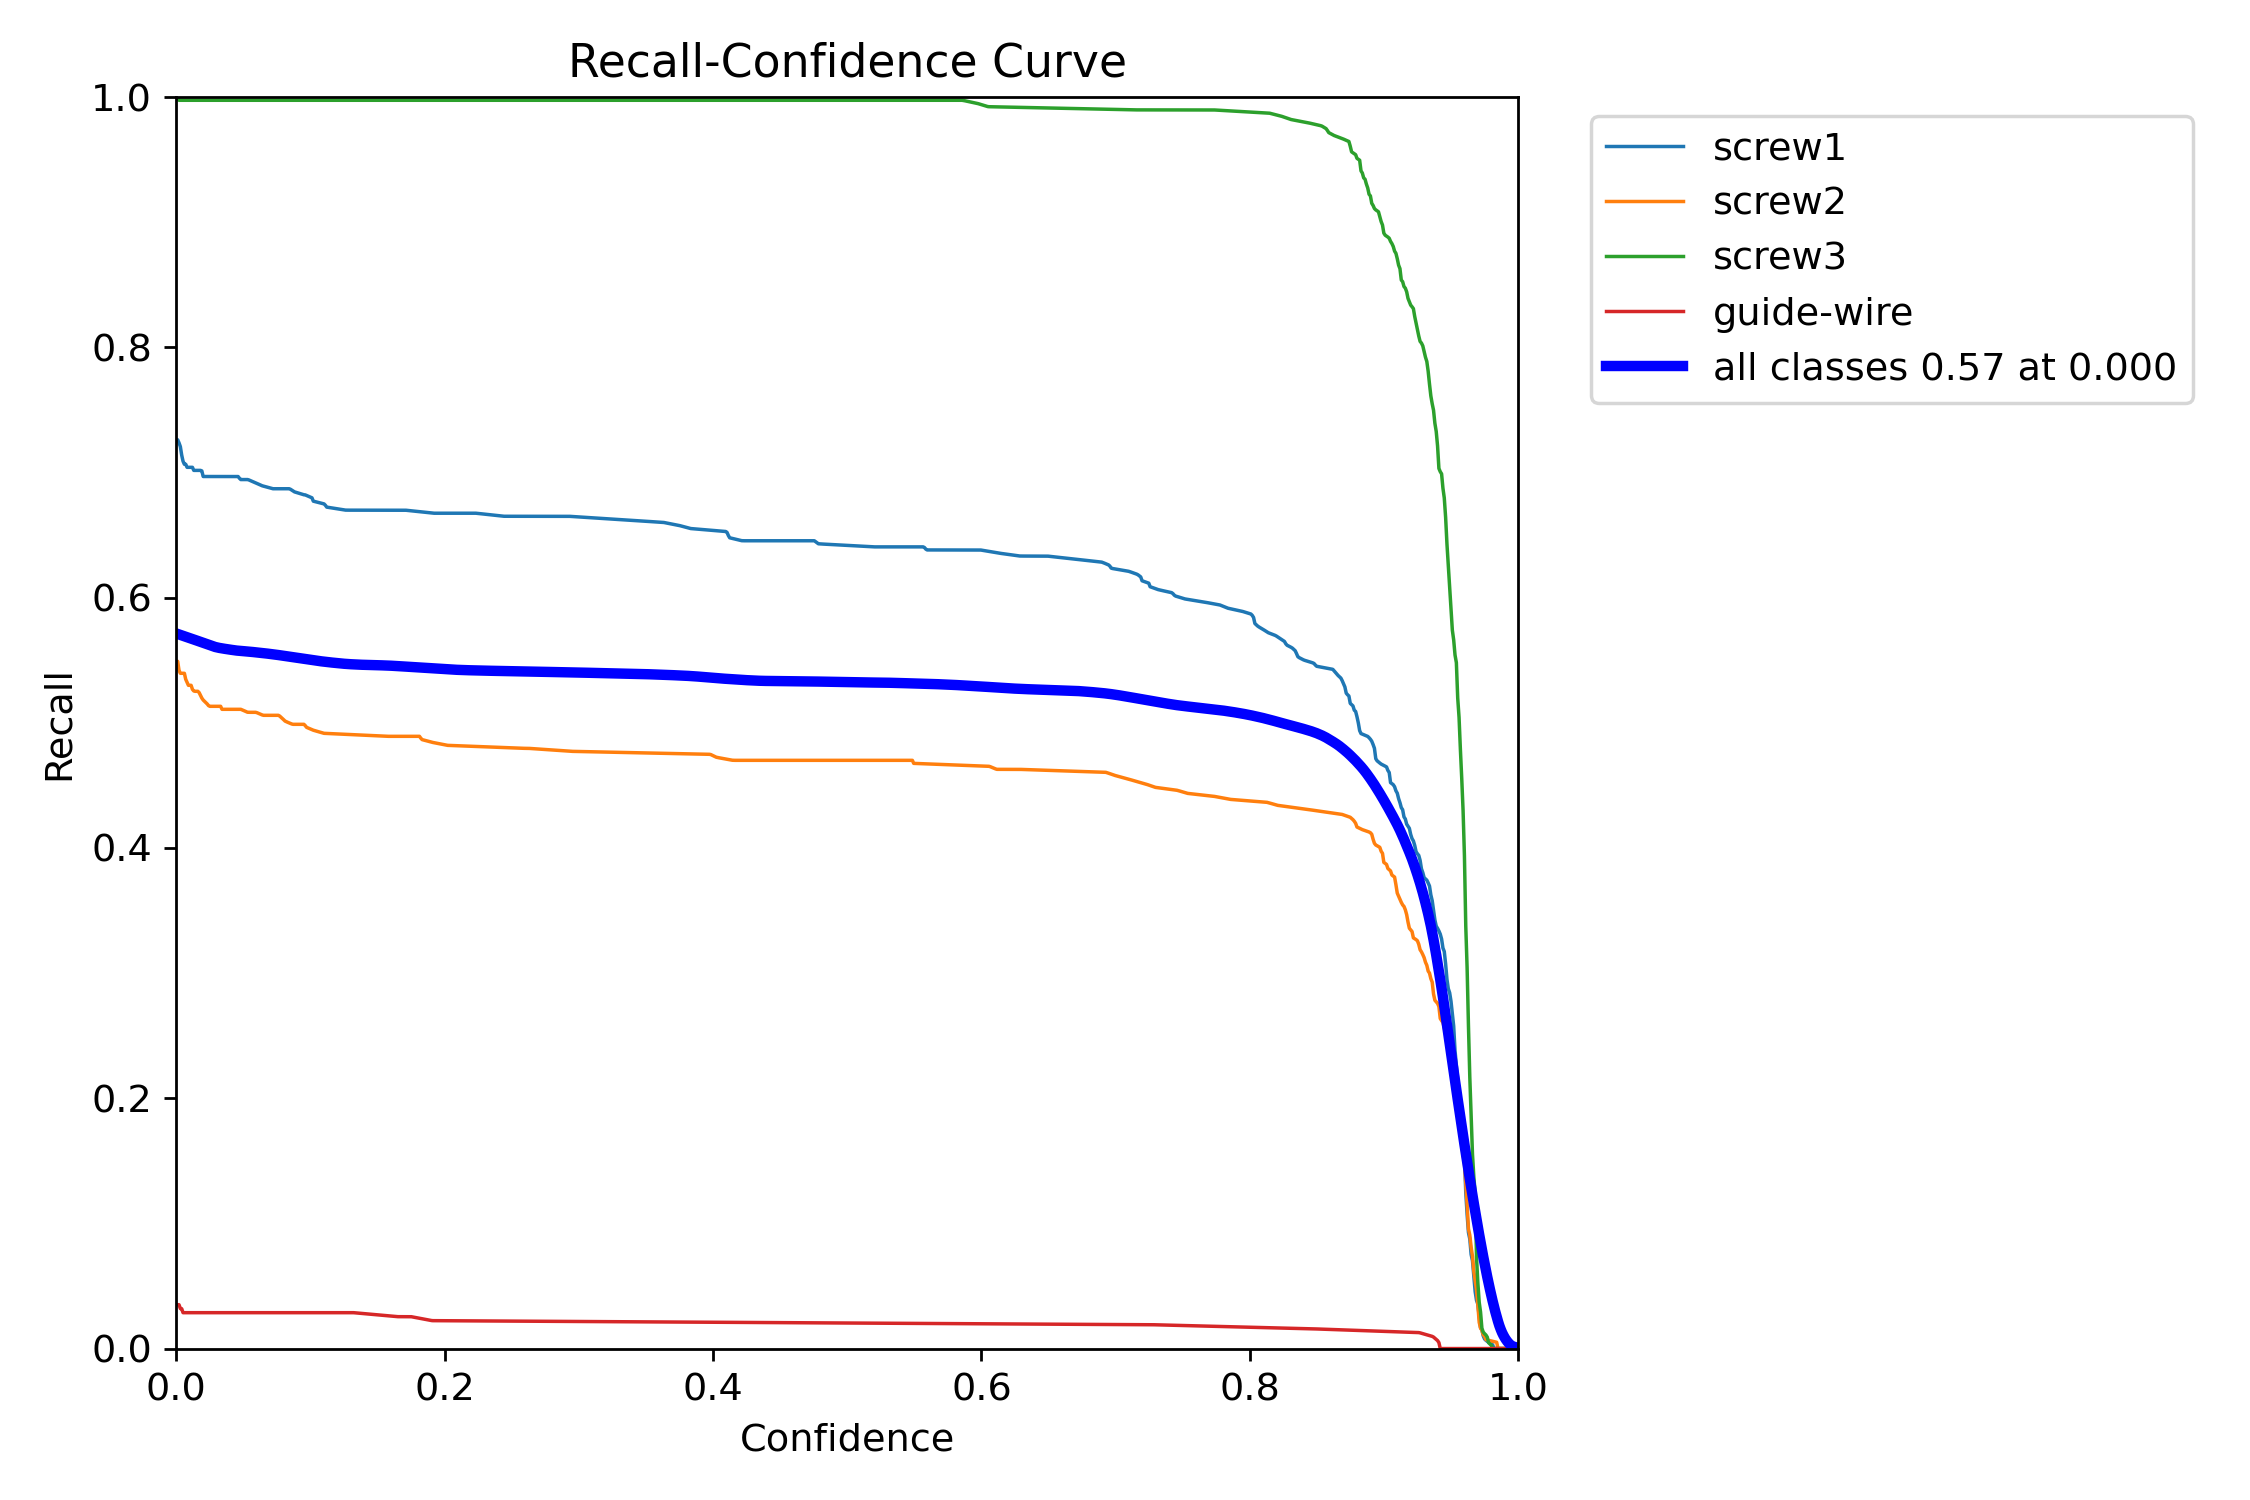 Recall-Confidence Curve
1.0
0.8
0.6
0.4
0.2
0.0
Recall
0.0 0.2 0.4 0.6 0.8 1.0
Confidence
screw1
screw2
screw3
guide-wire
all classes 0.57 at 0.000